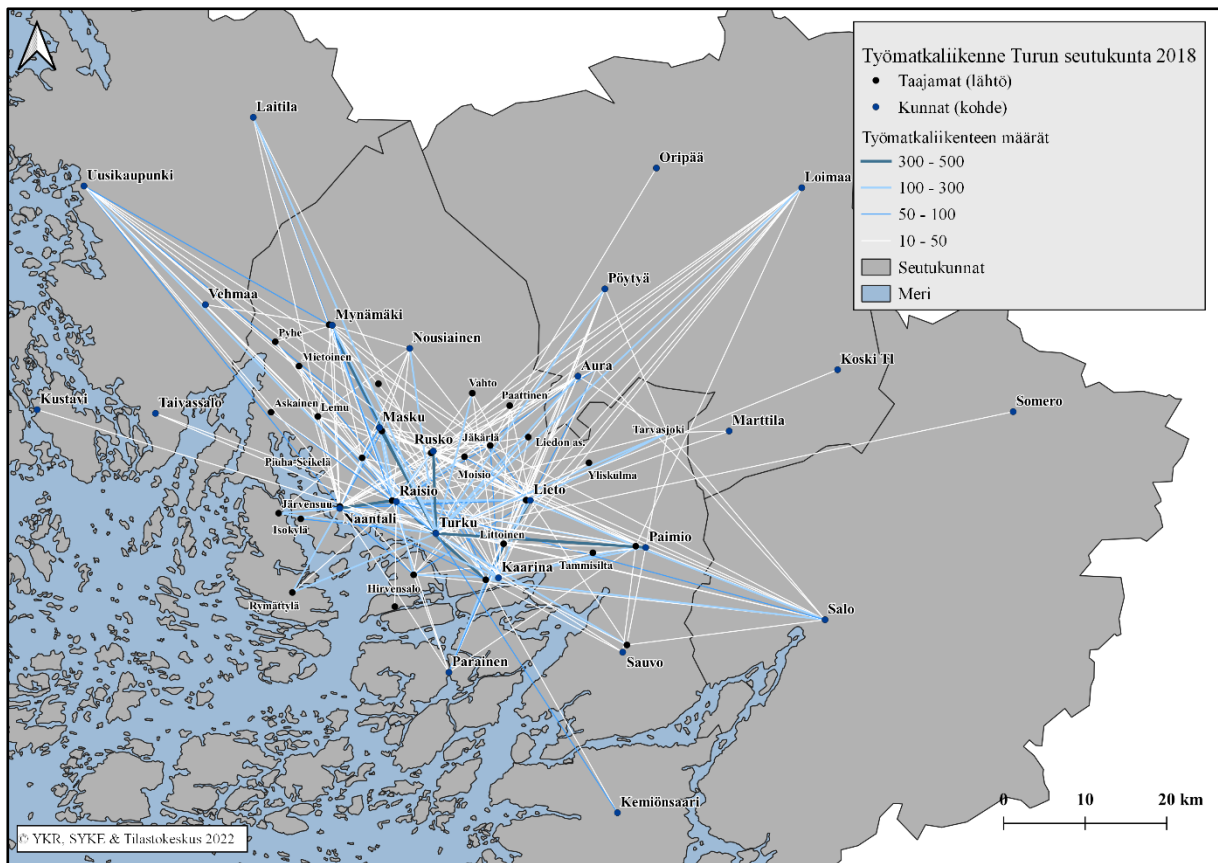 Työmatkaliikenne Turun seutukunta 2018
Taajamat (lähtö)
Kunnat (kohde)
Työmatkaliikenteen määrät
300 - 500
100 - 300
50 - 100
10 - 50
Seutukunnat
Meri
Laitila
Oripää
Uusikaupunki
Loimaa
Pöytyä
Vehmaa
Mynämäki
Pyhe
Nousiainen
Mietoinen
Koski Tl
Aura
Vahto
Paattinen
Kustavi
Taivassalo
Askainen
Lemu
Somero
Masku
Marttila
Tarvasjoki
Rusko
Jäkärlä
Liedon as.
Piuha-Seikelä
Moisio
Yliskulma
Raisio
Lieto
Järvensuu
Naantali
Isokylä
Turku
Littoinen
Paimio
Tammisilta
Kaarina
Hirvensalo
Rymättylä
Salo
Sauvo
Parainen
Kemiönsaari
0 10 20 km
© YKR, SYKE & Tilastokeskus 2022